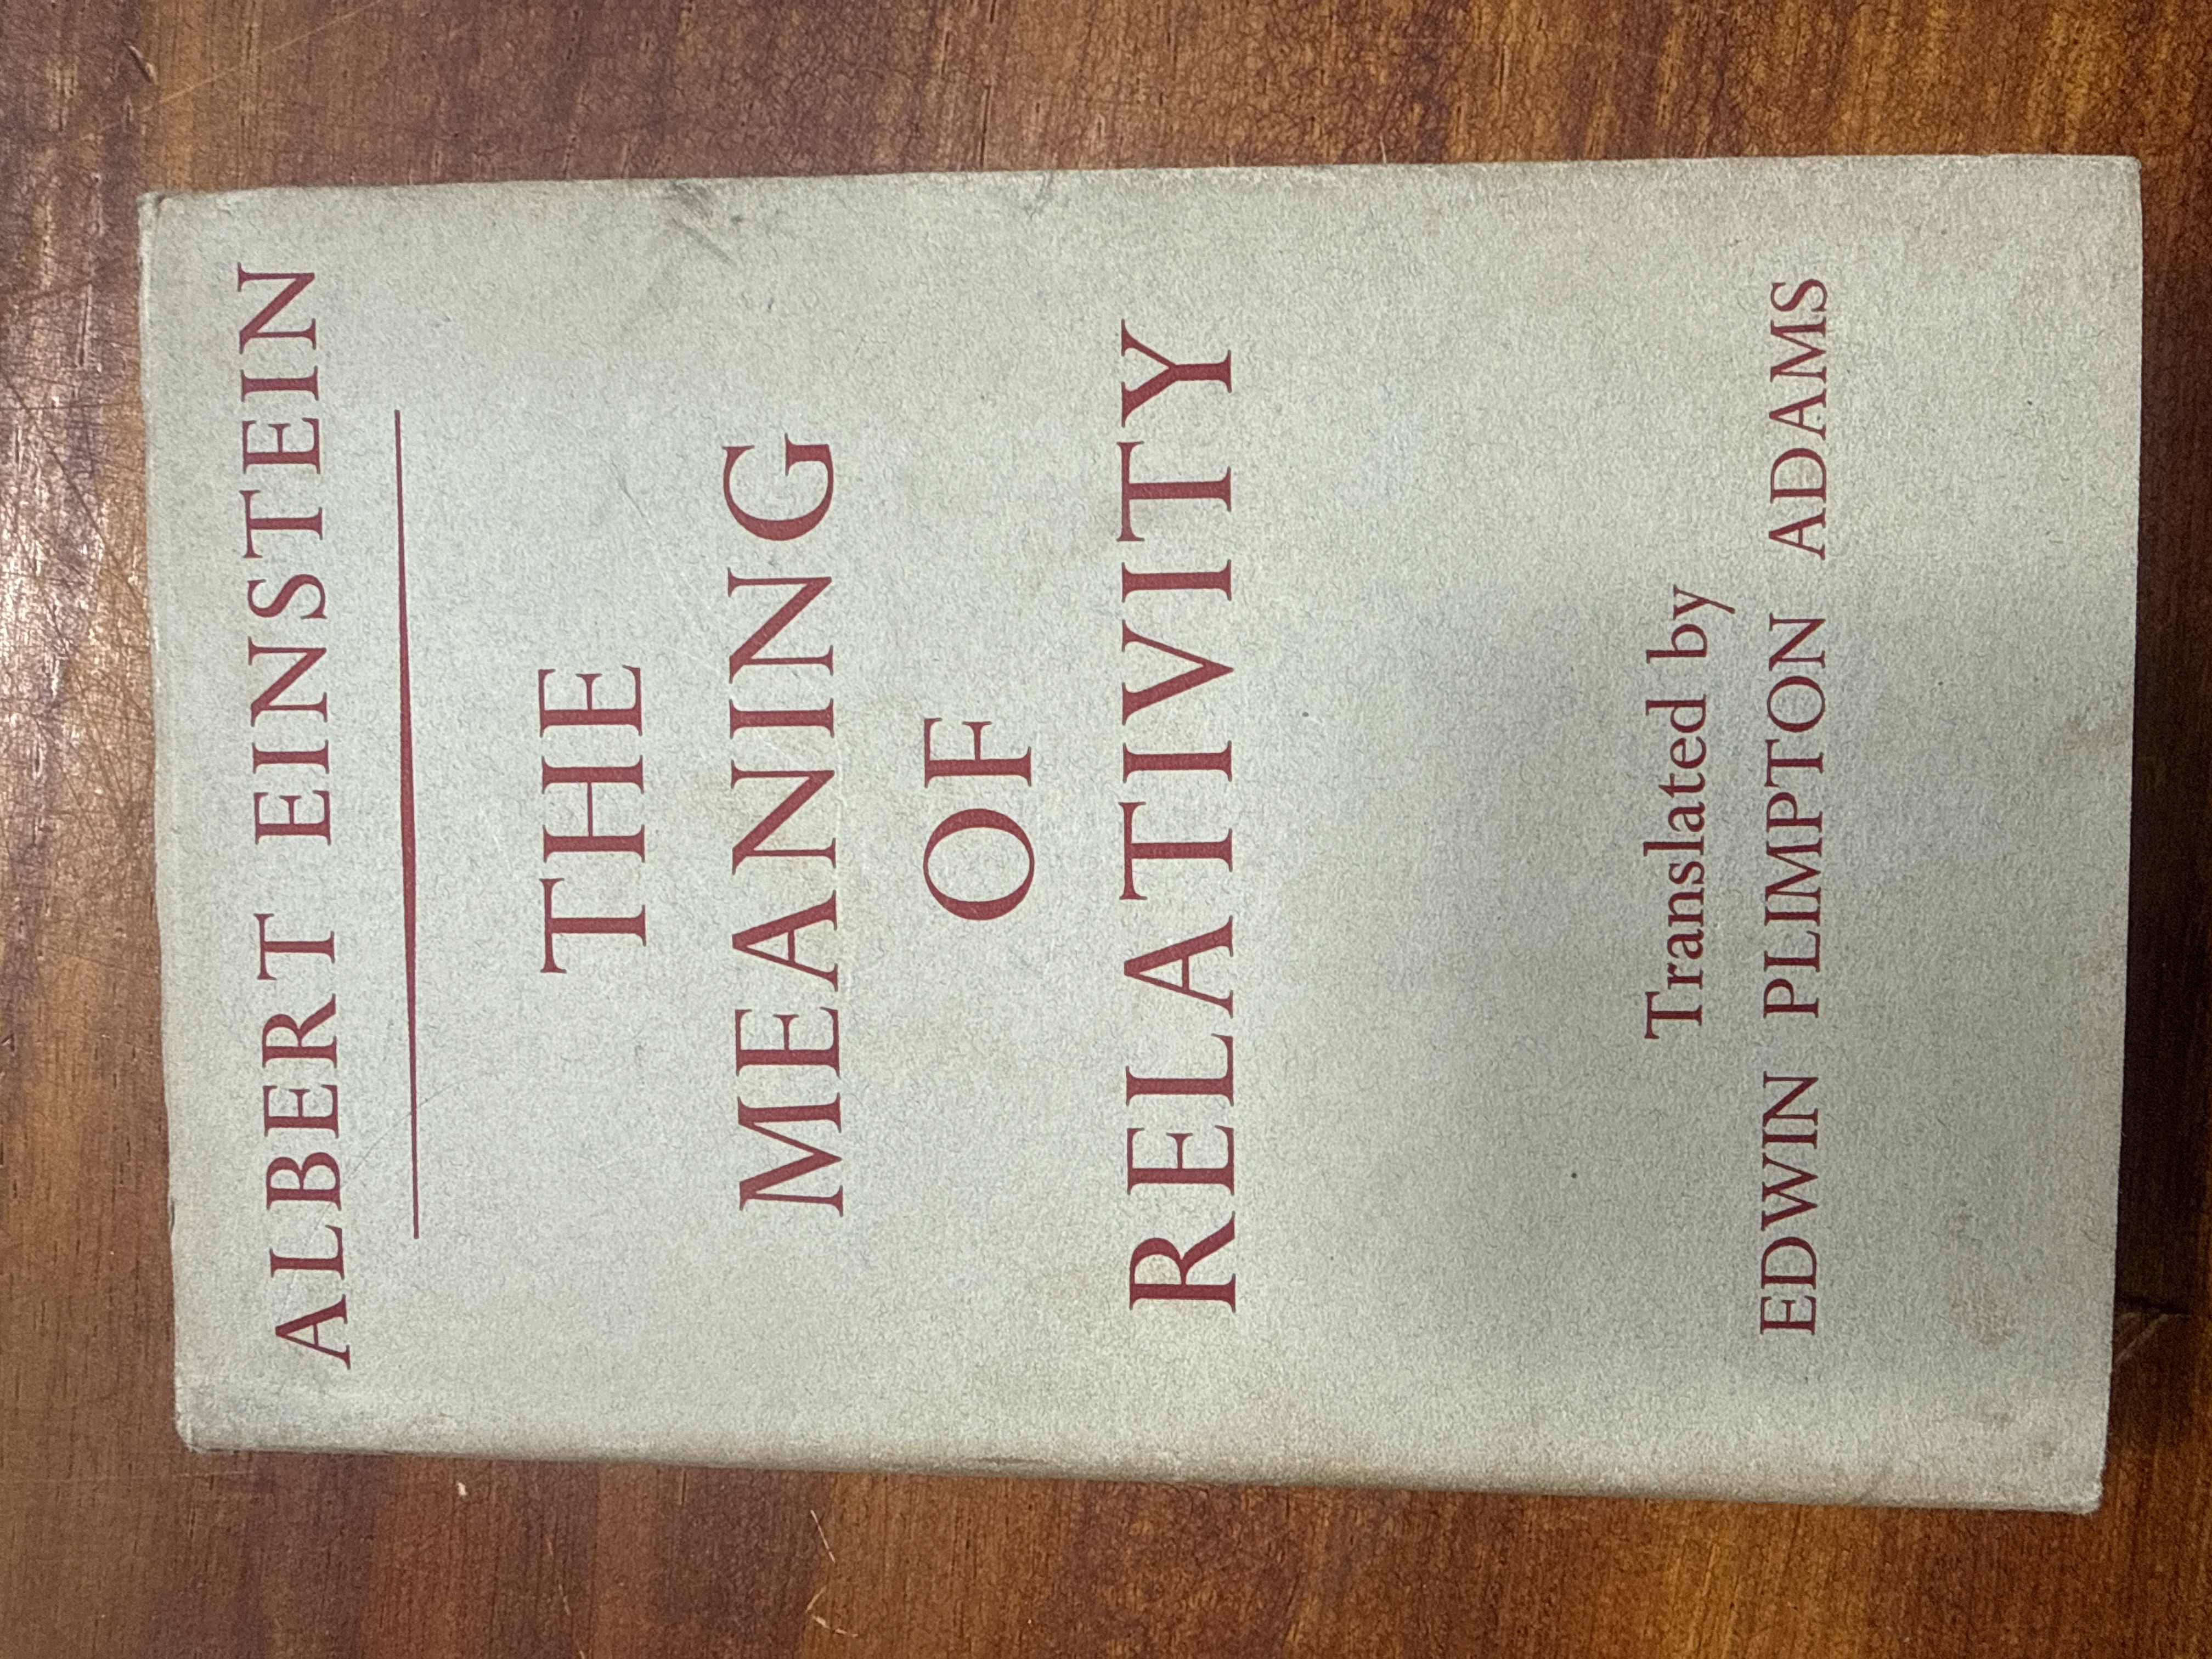 ALBERT EINSTEIN
THE
MEANING
OF
RELATIVITY
Translated by
EDWIN PLIMPTON ADAMS